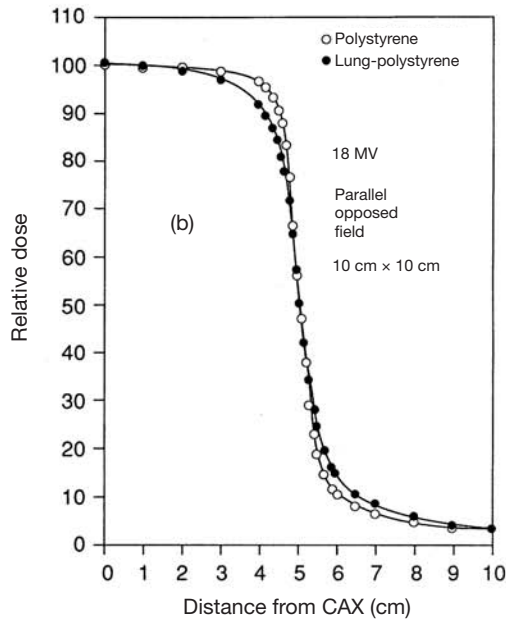 110
100
90
80
70
60
50
40
30
20
10
0
Relative dose
Polystyrene
Lung-polystyrene
18 MV
Parallel
opposed
field
10 cm × 10 cm
(b)
0 1 2 3 4 5 6 7 8 9 10
Distance from CAX (cm)